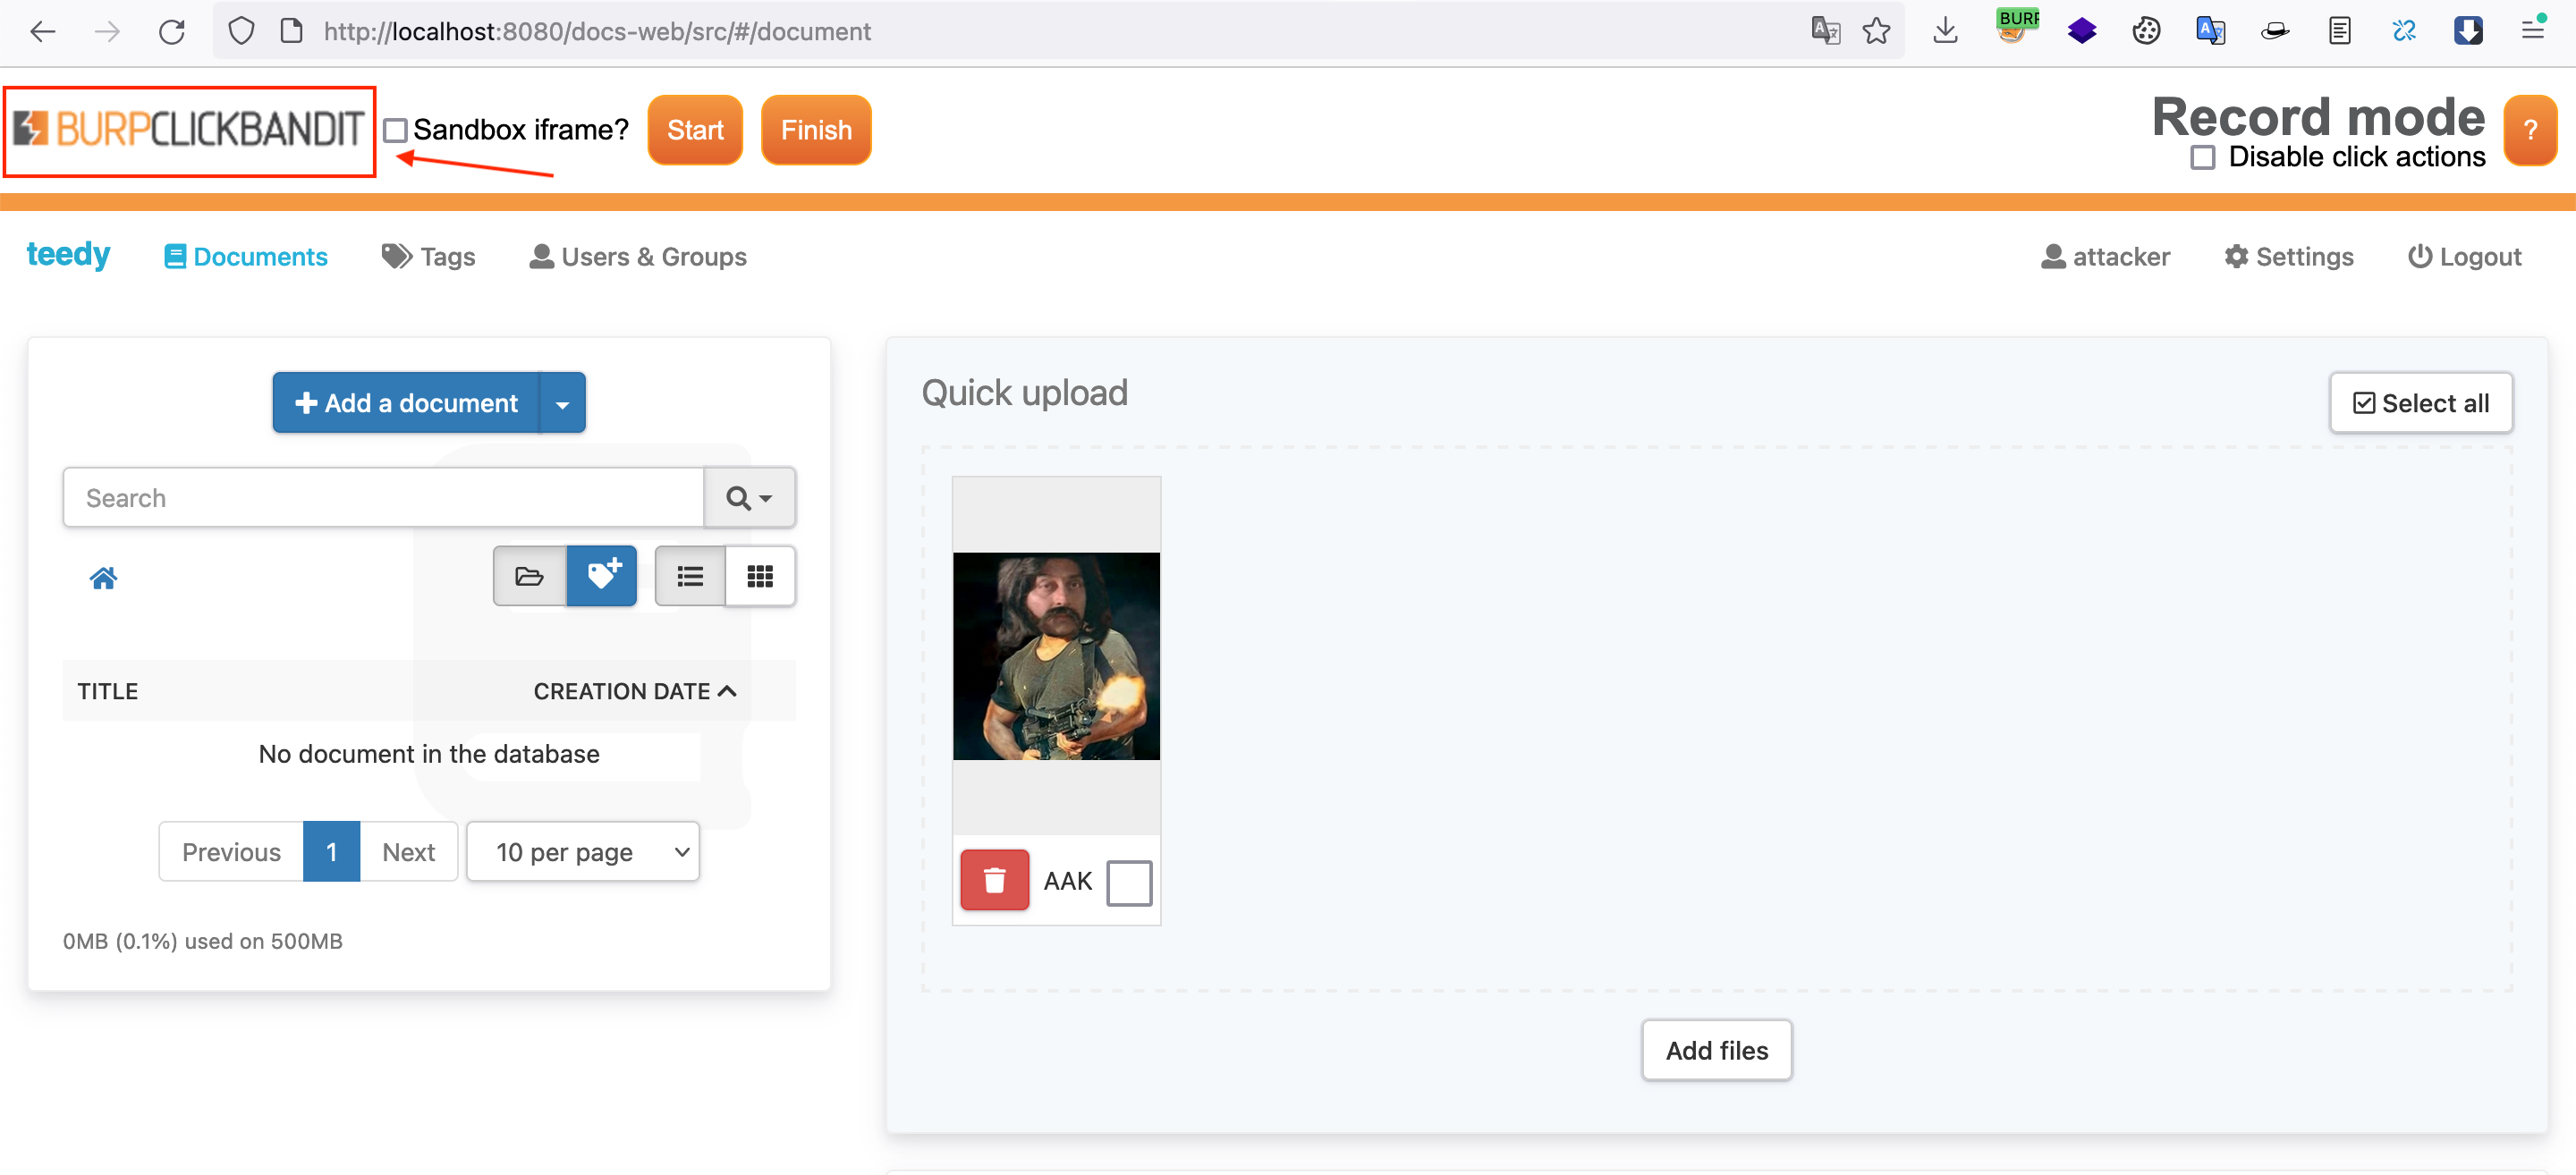 http://localhost:8080/docs-web/src/#/document
BURP
BURPCLICKBANDIT Sandbox iframe? Start Finish Record mode ?
Disable click actions
teedy Documents Tags Users & Groups attacker Settings Logout
Add a document
Search
TITLE CREATION DATE
No document in the database
Previous 1 Next 10 per page
0MB (0.1%) used on 500MB
Quick upload Select all
AAK
Add files